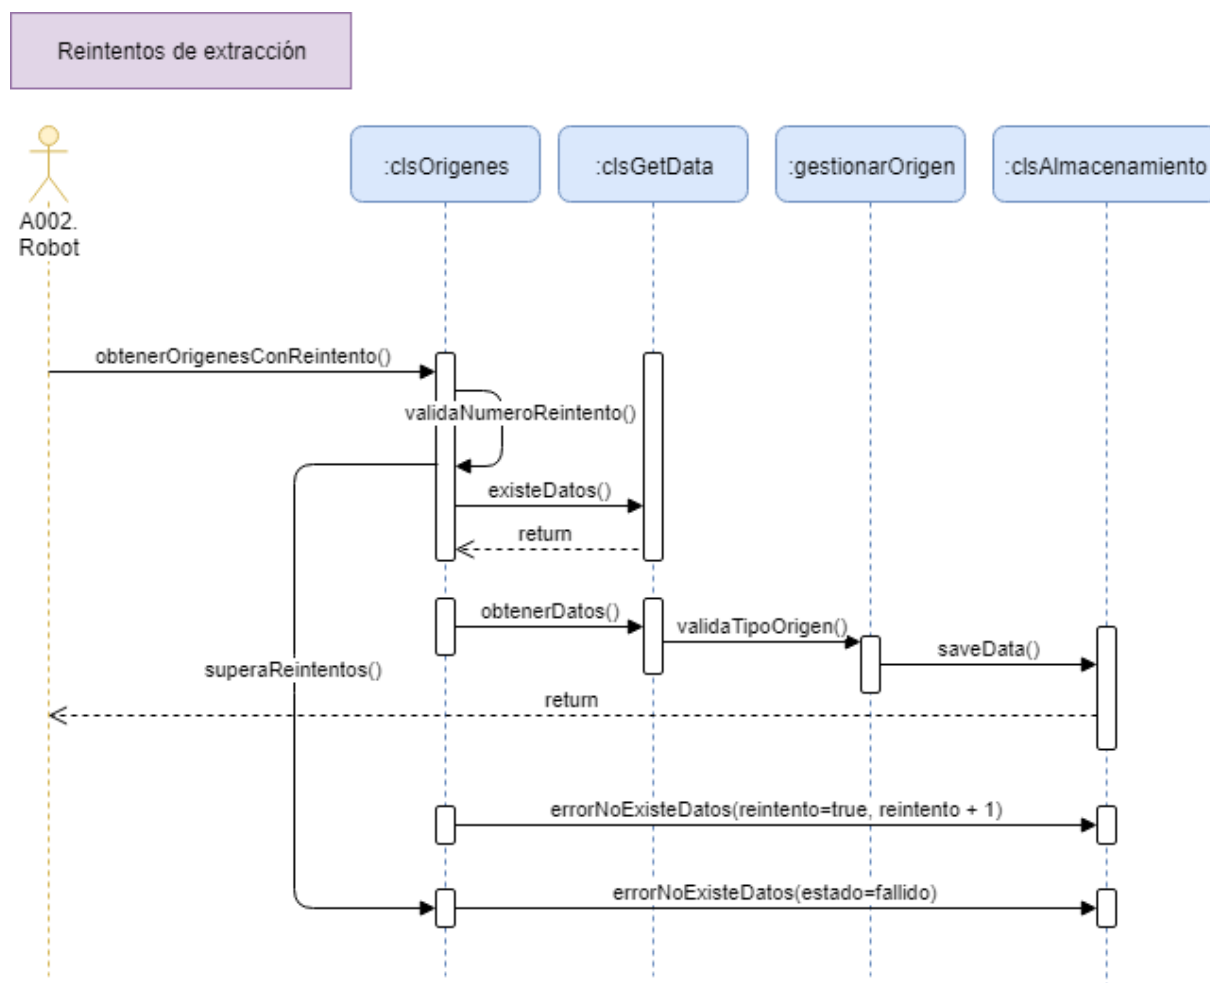 Reintentos de extracción
:clsOrigenes
:clsGetData
:gestionarOrigen
:clsAlmacenamiento
A002.
Robot
obtenerOrigenesConReintento()
validaNumeroReintento()
existeDatos()
return
obtenerDatos()
validaTipoOrigen()
saveData()
superaReintentos()
return
errorNoExisteDatos(reintento=true, reintento + 1)
errorNoExisteDatos(estado=fallido)